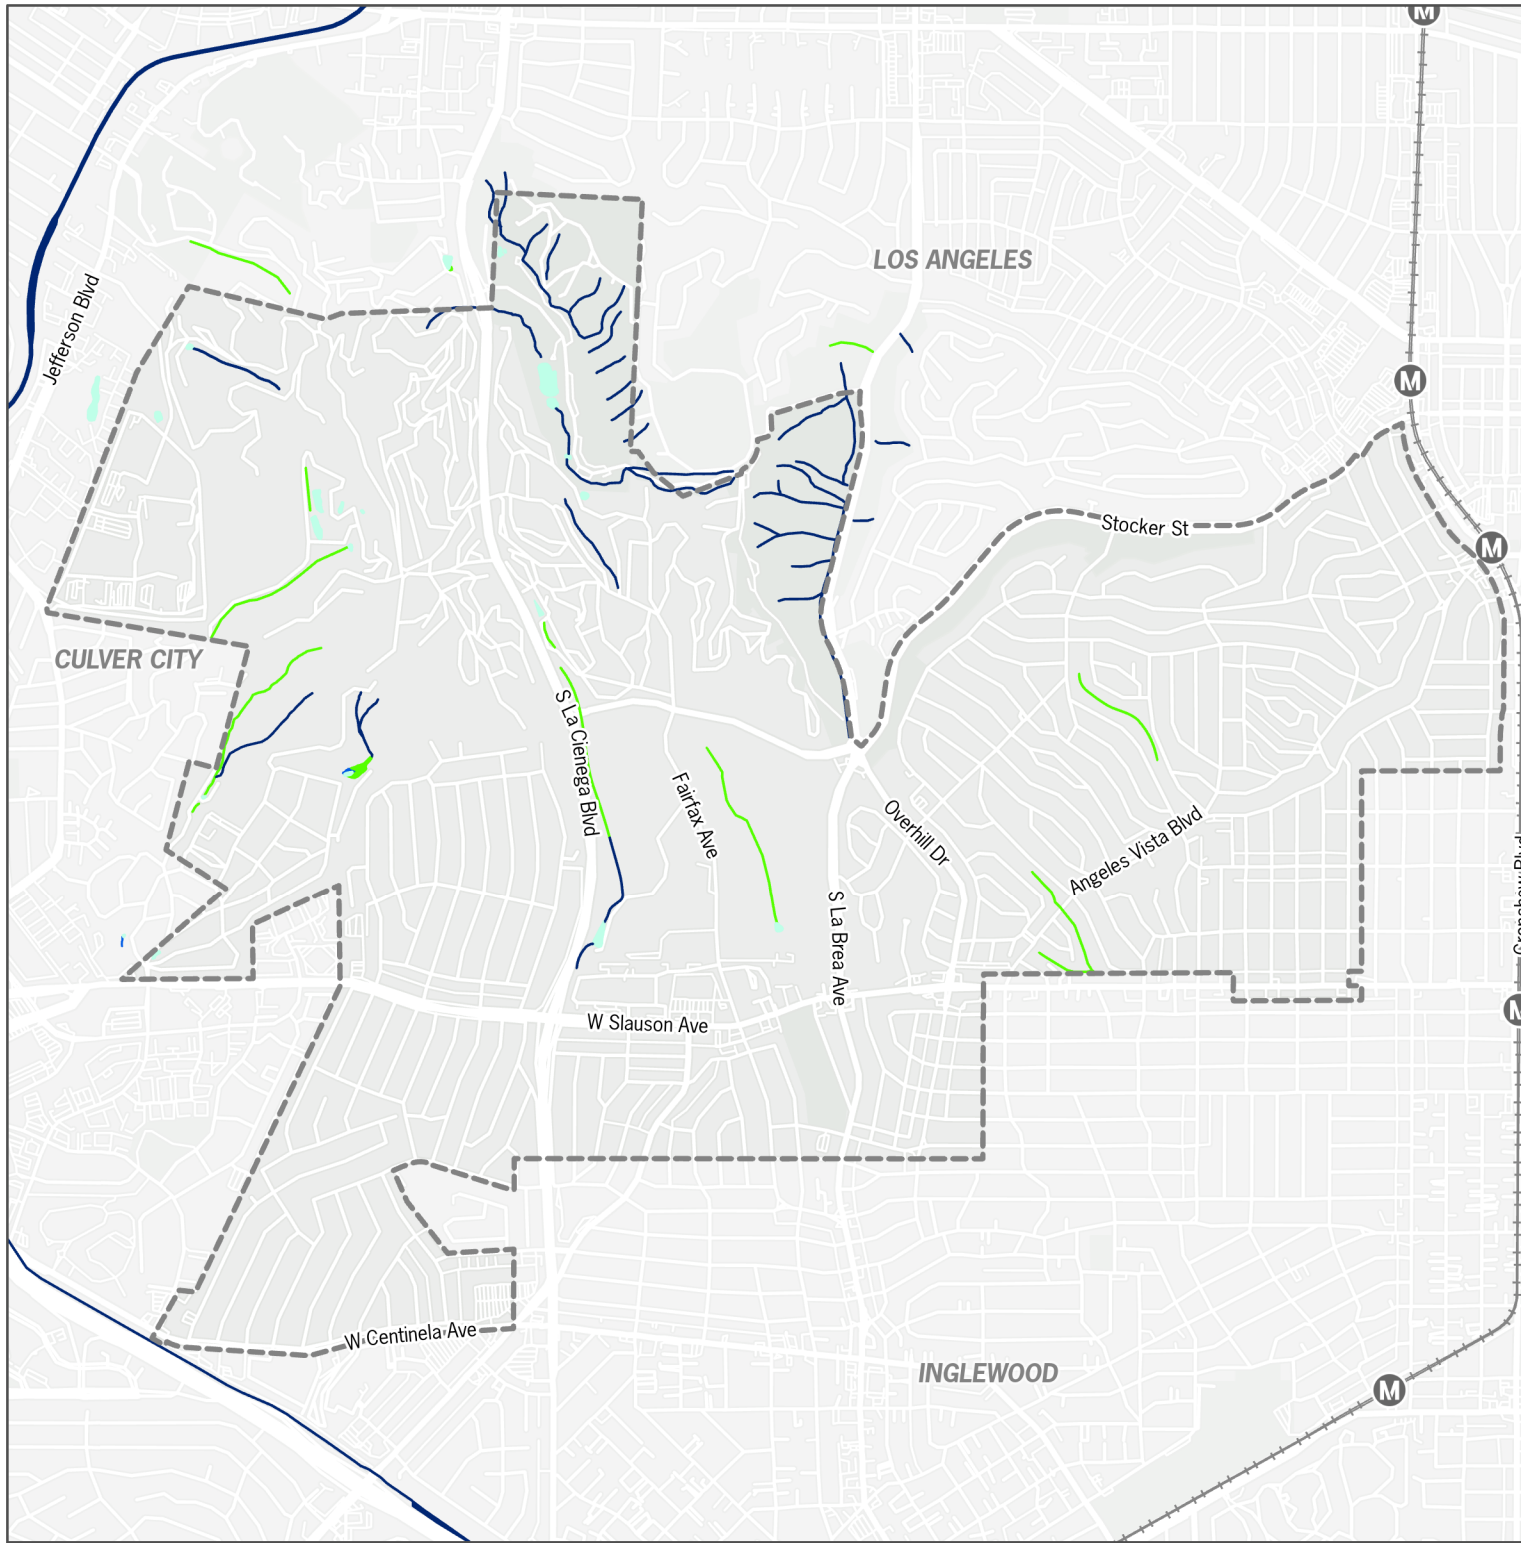 M
LOS ANGELES
Jefferson Blvd
M
Stocker St
M
CULVER CITY
S La Cienega Blvd
Fairfax Ave
Overhill Dr
Angeles Vista Blvd
S La Brea Ave
M
W Slauson Ave
W Centinela Ave
INGLEWOOD
M